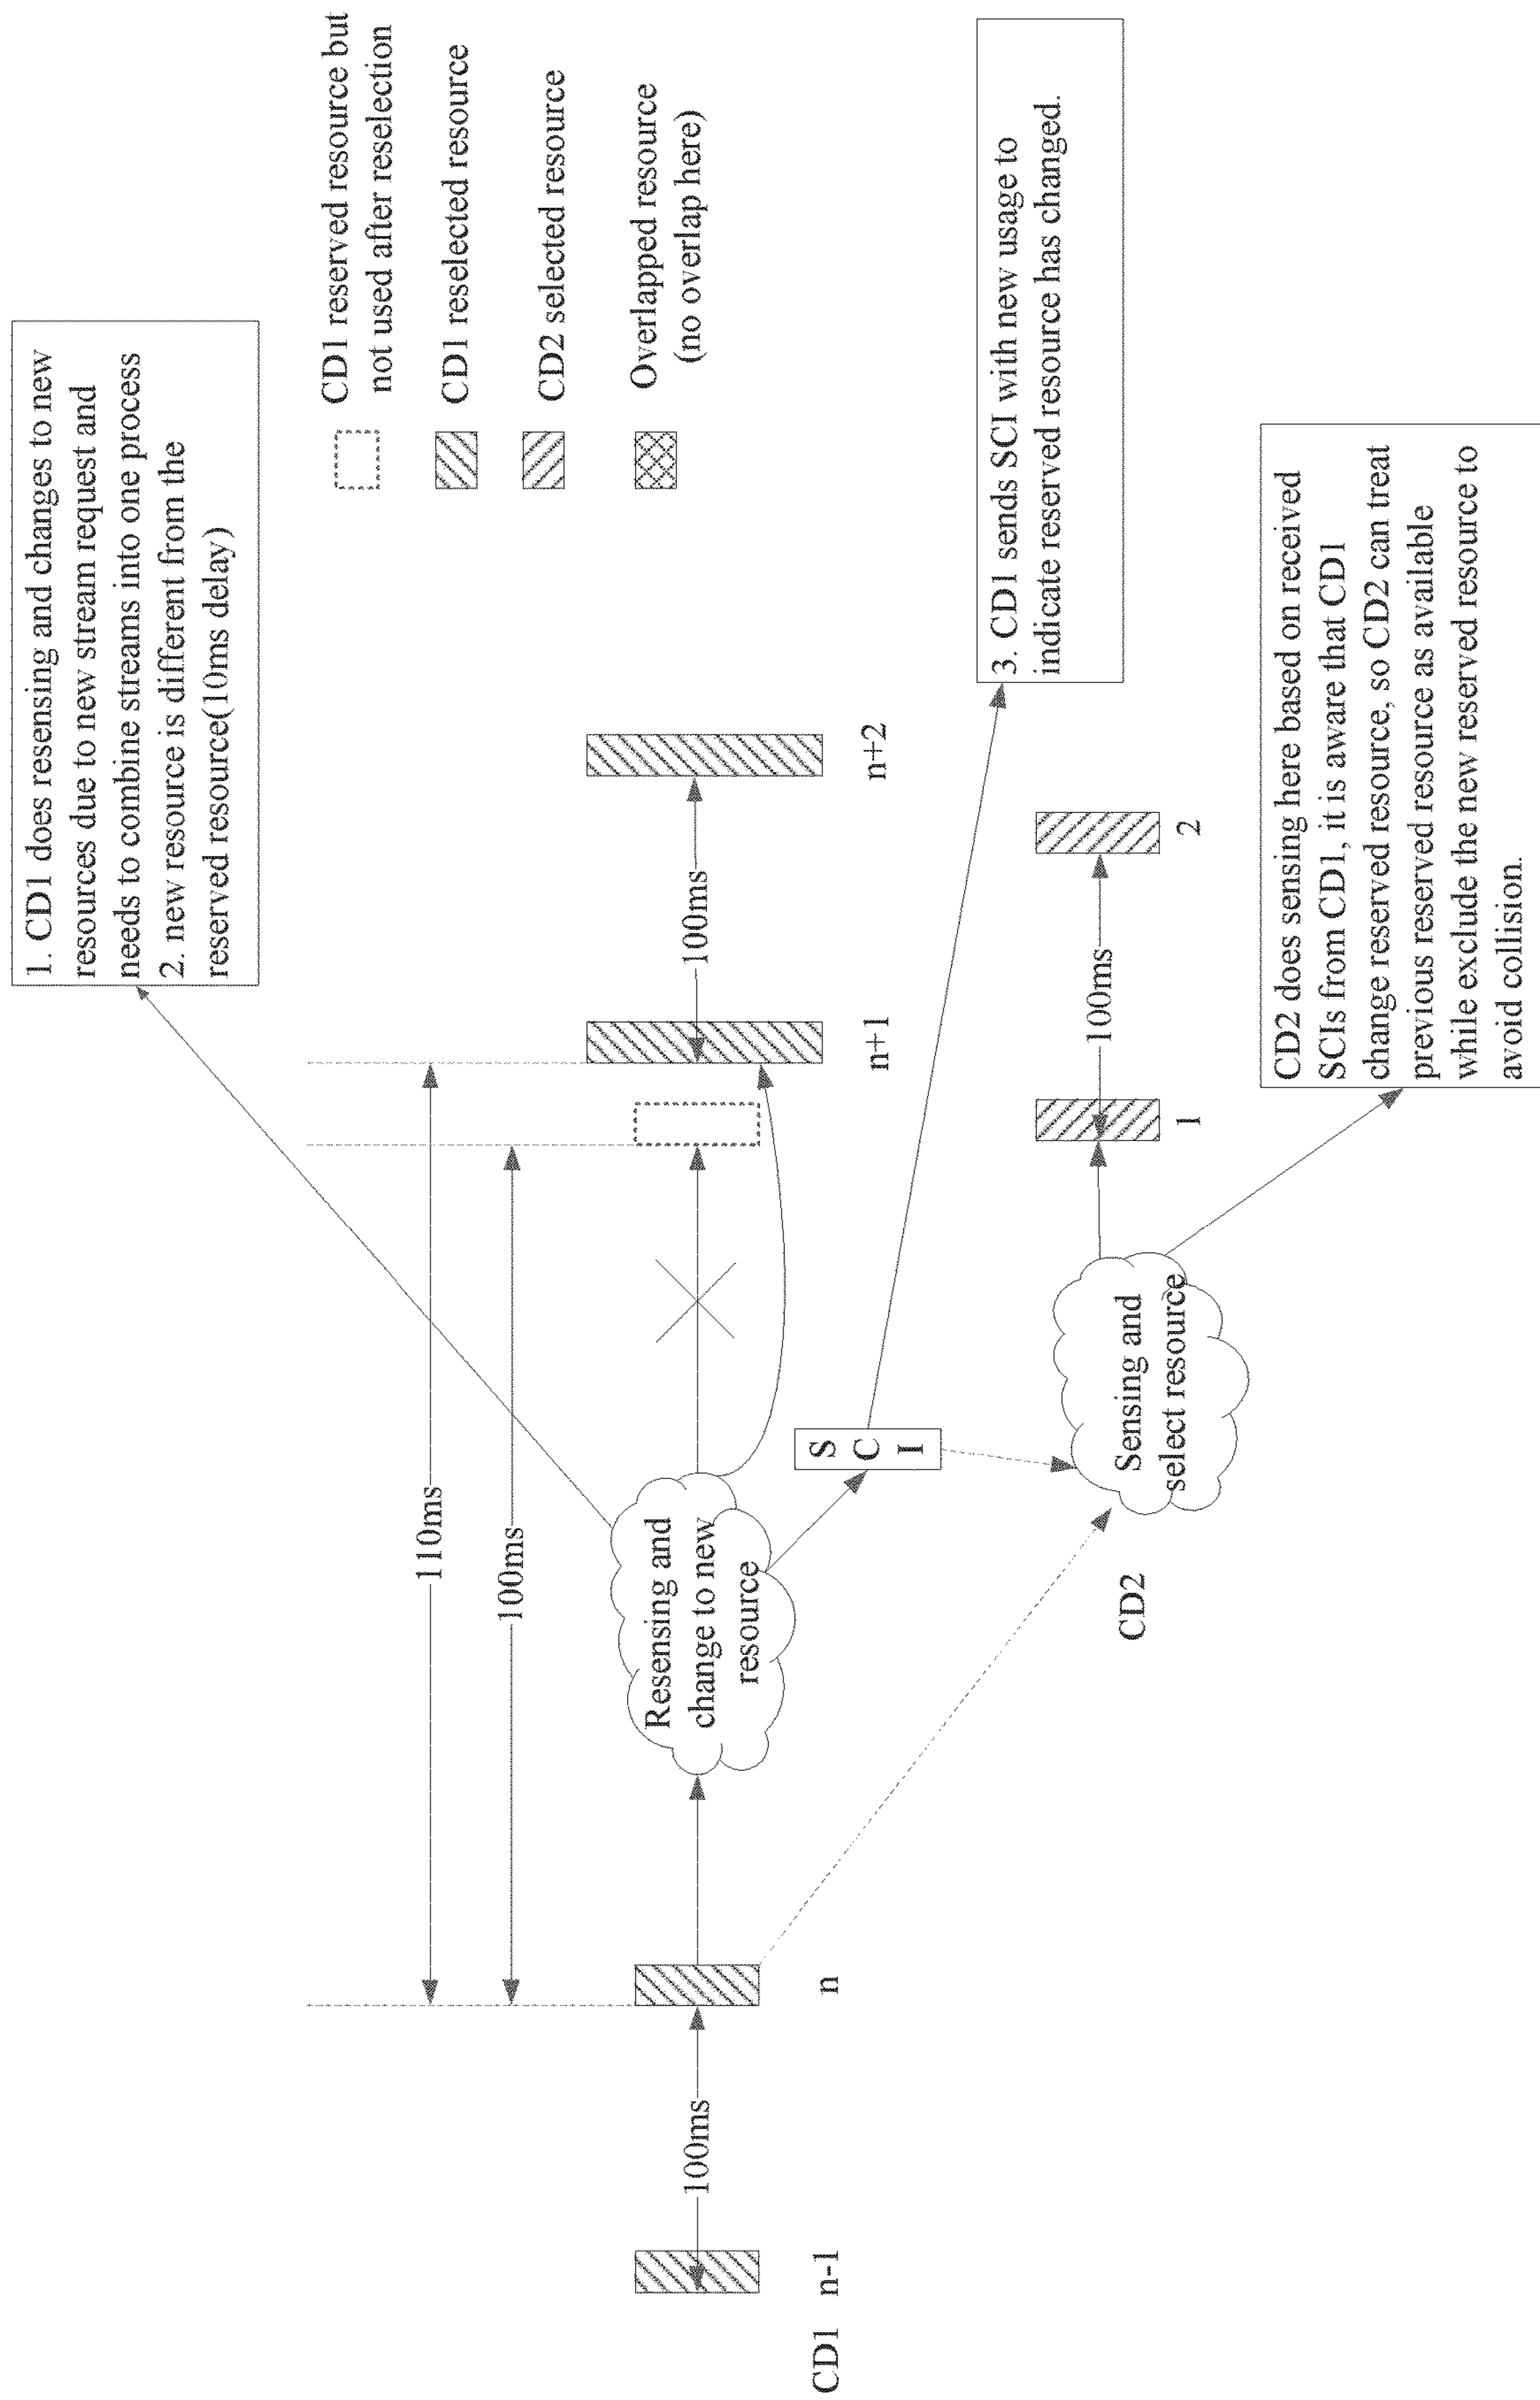 1. CD1 does resensing and changes to new
resources due to new stream request and
needs to combine streams into one process
2. new resource is different from the
reserved resource(10ms delay)
CD1 reserved resource but
not used after reselection
CD1 reselected resource
CD2 selected resource
Overlapped resource
(no overlap here)
110ms
100ms
100ms
Resensing and
change to new
resource
100ms
CD1
n-1
n
n+1
n+2
S
C
I
3. CD1 sends SCI with new usage to
indicate reserved resource has changed.
CD2
Sensing and
select resource
100ms
1
2
CD2 does sensing here based on received
SCIs from CD1, it is aware that CD1
change reserved resource, so CD2 can treat
previous reserved resource as available
while exclude the new reserved resource to
avoid collision.